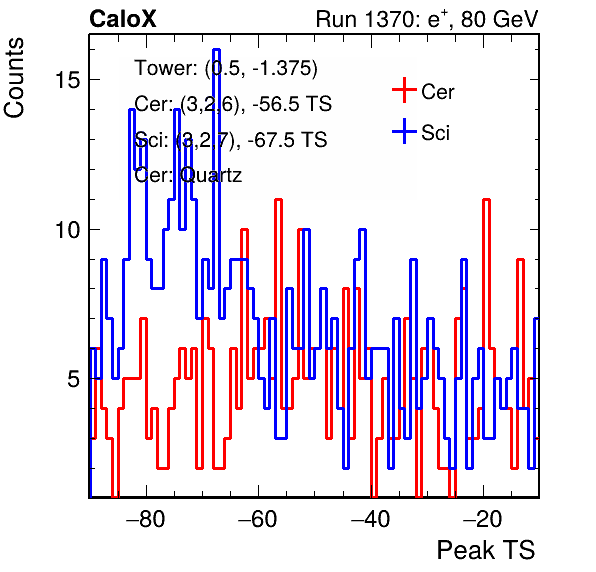 CaloX
Run 1370: e+, 80 GeV
Counts
Tower: (0.5, -1.375)
Cer: (3,2,6), -56.5 TS
Sci: (3,2,7), -67.5 TS
Cer: Quartz
Cer
Sci
15
10
5
−80 −60 −40 −20
Peak TS